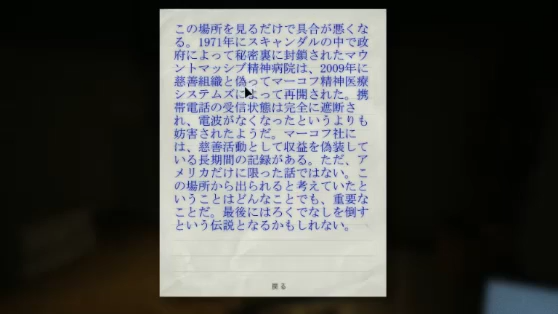 この場所を見るだけで具合が悪くな
る。1971年にスキャンダルの中で政
府によって秘密裏に封鎖されたマウ
ントマッシブ精神病院は、2009年に
慈善組織と偽ってマーコフ精神医療
システムズによって再開された。携
帯電話の受信状態は完全に遮断さ
れ、電波がなくなったというよりも
妨害されたようだ。マーコフ社に
は、慈善活動として収益を偽装して
いる長期間の記録がある。ただ、ア
メリカだけに限った話ではない。こ
の場所から出られると考えていたと
いうことはどんなことでも、重要な
ことだ。最後にはろくでなしを倒す
という伝説となるかもしれない。
戻る